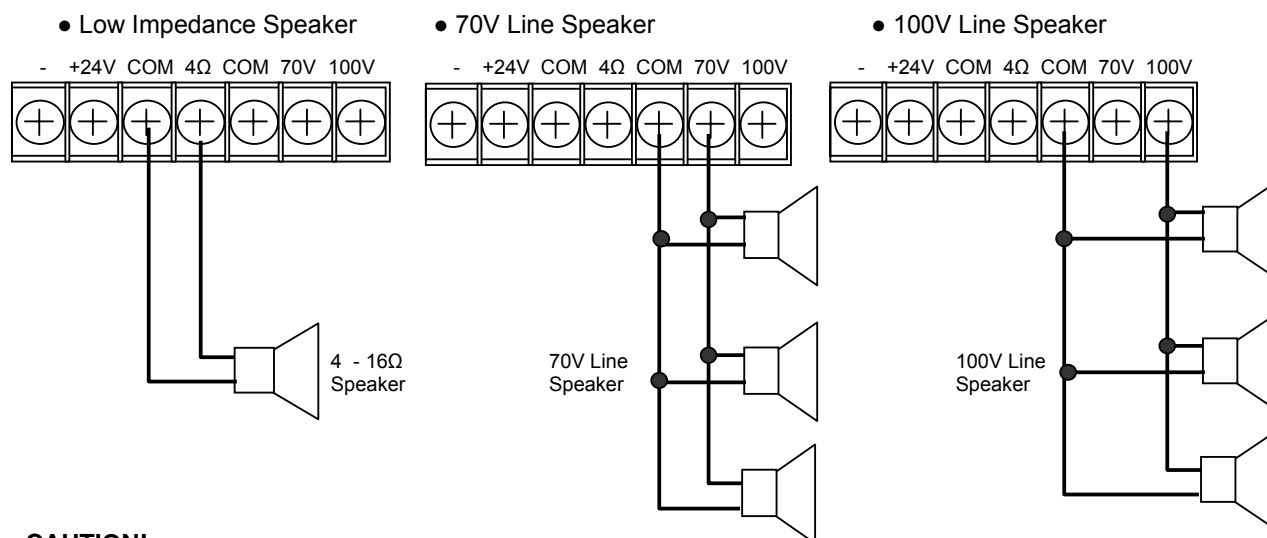 ● Low Impedance Speaker
- +24V COM 4Ω COM 70V 100V
4 - 16Ω
Speaker
● 70V Line Speaker
- +24V COM 4Ω COM 70V 100V
70V Line
Speaker
● 100V Line Speaker
- +24V COM 4Ω COM 70V 100V
100V Line
Speaker
CAUTION!